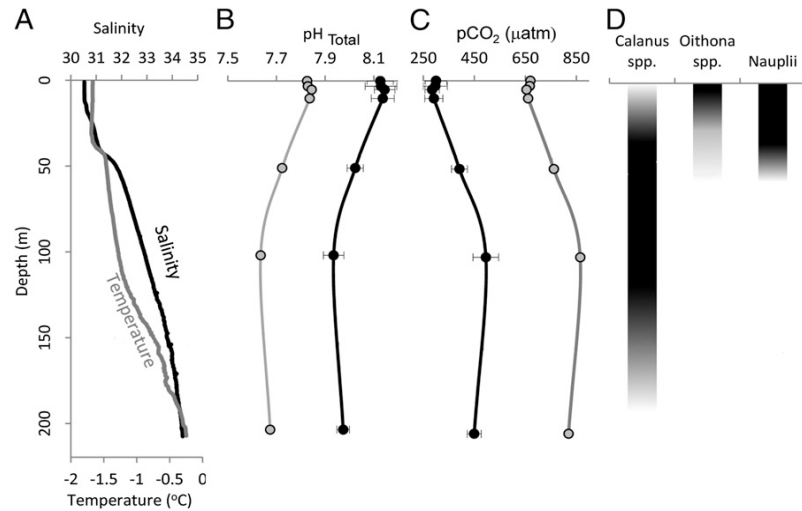 A
B
C
D
Salinity
30 31 32 33 34 35
pH Total
7.5 7.7 7.9 8.1
pCO₂ (µatm)
250 450 650 850
Calanus
spp.
Oithona
spp.
Nauplii
Depth (m)
0
50
100
150
200
Salinity
Temperature
-2 -1.5 -1 -0.5 0
Temperature (°C)